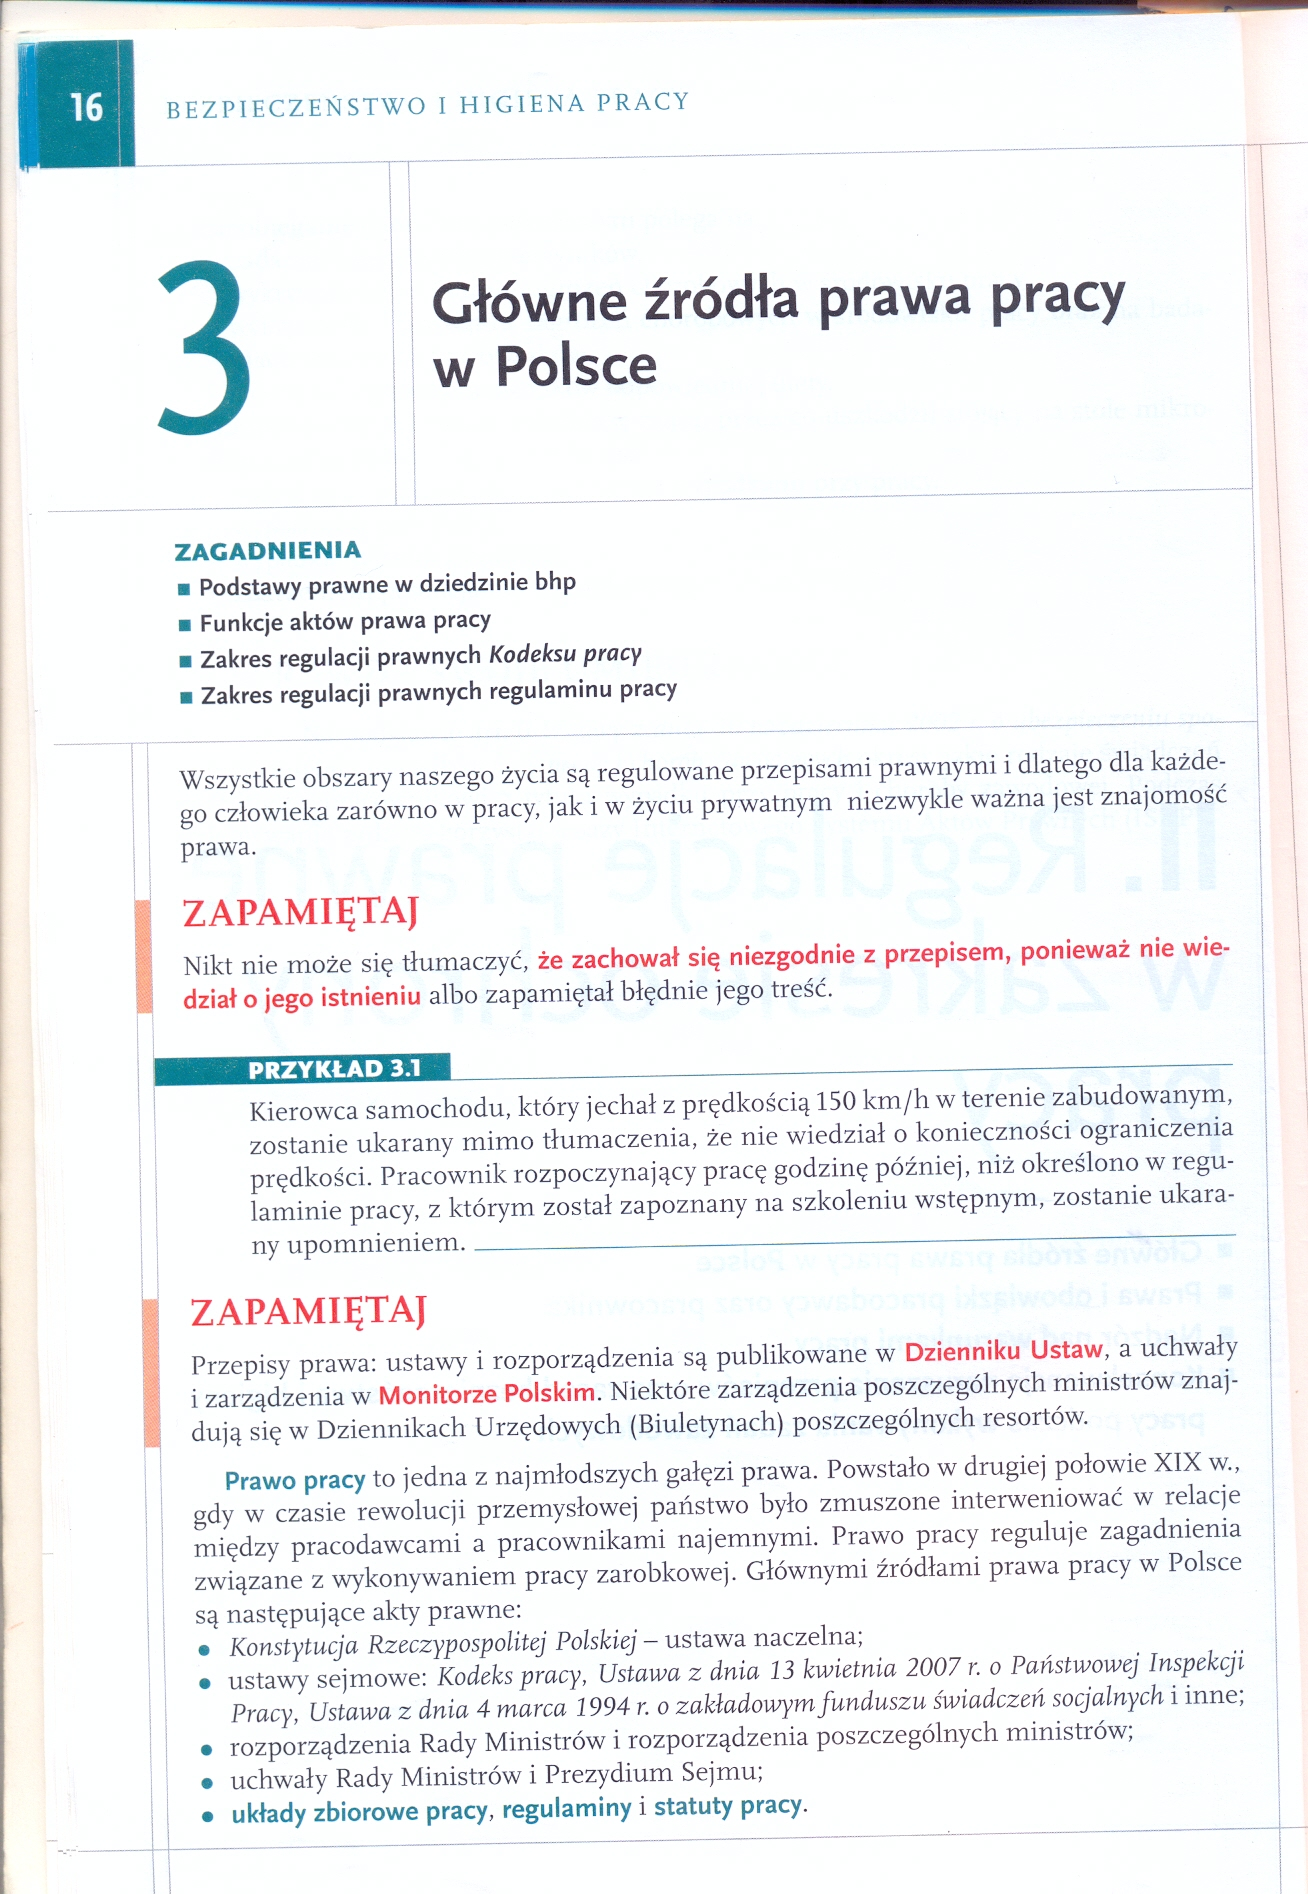 16
BEZPIECZEŃSTWO I HIGIENA PRACY
3
Główne źródła prawa pracy
w Polsce
ZAGADNIENIA
■ Podstawy prawne w dziedzinie bhp
■ Funkcje aktów prawa pracy
■ Zakres regulacji prawnych Kodeksu pracy
■ Zakres regulacji prawnych regulaminu pracy
Wszystkie obszary naszego życia są regulowane przepisami prawnymi i dlatego dla każde-
go człowieka zarówno w pracy, jak i w życiu prywatnym niezwykle ważna jest znajomość
prawa.
ZAPAMIĘTAJ
Nikt nie może się tłumaczyć, że zachował się niezgodnie z przepisem, ponieważ nie wie-
dział o jego istnieniu albo zapamiętał błędnie jego treść.
PRZYKŁAD 3.1
Kierowca samochodu, który jechał z prędkością 150 km/h w terenie zabudowanym,
zostanie ukarany mimo tłumaczenia, że nie wiedział o konieczności ograniczenia
prędkości. Pracownik rozpoczynający pracę godzinę później, niż określono w regu-
laminie pracy, z którym został zapoznany na szkoleniu wstępnym, zostanie ukara-
ny upomnieniem.
ZAPAMIĘTAJ
Przepisy prawa: ustawy i rozporządzenia są publikowane w Dzienniku Ustaw, a uchwały
i zarządzenia w Monitorze Polskim. Niektóre zarządzenia poszczególnych ministrów znaj-
dują się w Dziennikach Urzędowych (Biuletynach) poszczególnych resortów.
Prawo pracy to jedna z najmłodszych gałęzi prawa. Powstało w drugiej połowie XIX w.,
gdy w czasie rewolucji przemysłowej państwo było zmuszone interweniować w relacje
między pracodawcami a pracownikami najemnymi. Prawo pracy reguluje zagadnienia
związane z wykonywaniem pracy zarobkowej. Głównymi źródłami prawa pracy w Polsce
są następujące akty prawne:
• Konstytucja Rzeczypospolitej Polskiej – ustawa naczelna;
• ustawy sejmowe: Kodeks pracy, Ustawa z dnia 13 kwietnia 2007 r. o Państwowej Inspekcji
Pracy, Ustawa z dnia 4 marca 1994 r. o zakładowym funduszu świadczeń socjalnych i inne;
• rozporządzenia Rady Ministrów i rozporządzenia poszczególnych ministrów;
• uchwały Rady Ministrów i Prezydium Sejmu;
• układy zbiorowe pracy, regulaminy i statuty pracy.